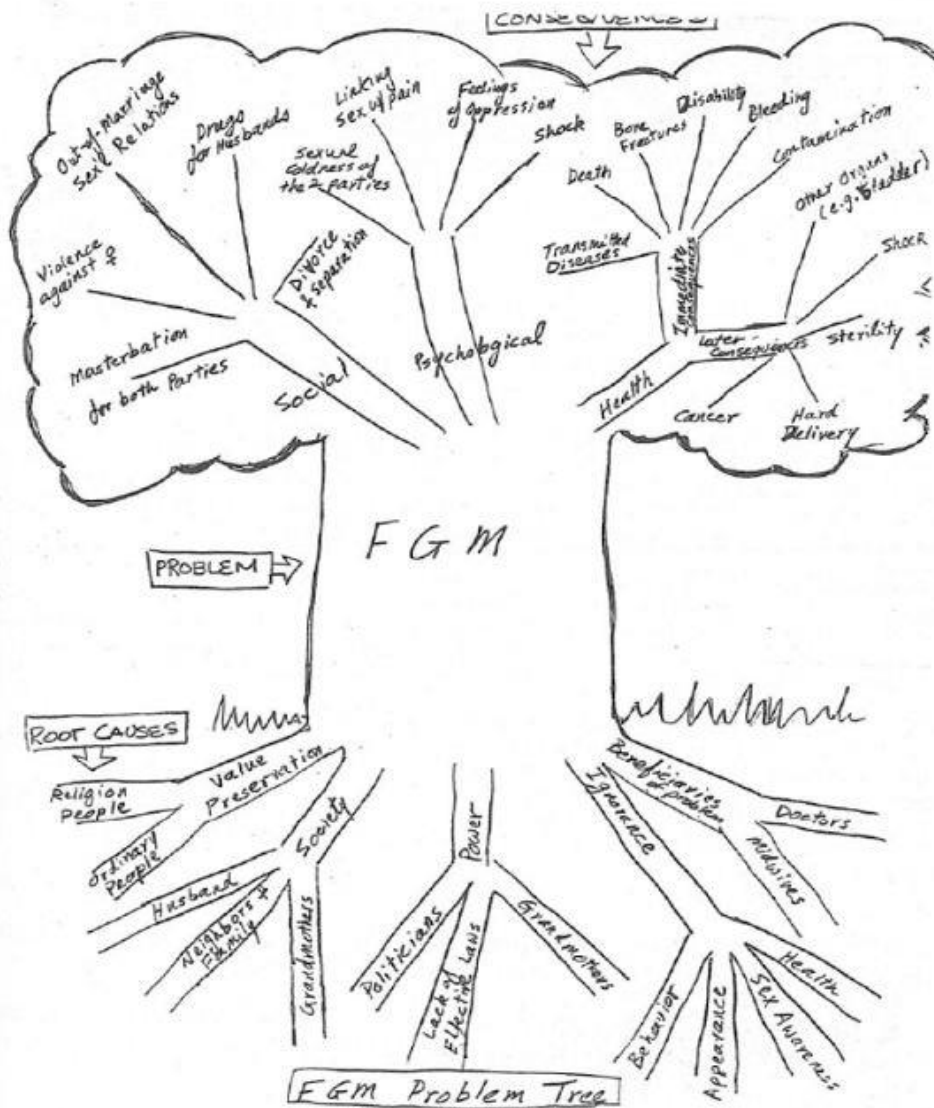 CONSEQUENCES
Out-of-Marriage
Sexual Relations
Drugs
for Husbands
Linking
Sex w/ Pain
Feelings
of Oppression
Sexual
Coldness of
the 2 Parties
Shock
Violence
against ♀
Divorce
& Separation
Masterbation
for both Parties
Social
Psychological
Death
Bone
Fractures
Disability
Bleeding
Contamination
Transmitted
Diseases
Immediate
Consequences
Other Organs
(e.g. Bladder)
Shock
Later
Consequences
Sterility
Health
Cancer
Hard
Delivery
FGM
PROBLEM
ROOT CAUSES
Value
Preservation
Religion
People
Ordinary
People
Society
Husband
Neighbors &
Family
Grandmothers
Power
Politicians
Lack of
Effective Laws
Grandmothers
Beneficiaries
of problem
Doctors
Midwives
Ignorance
Behavior
Appearance
Sex Awareness
Health
FGM Problem Tree